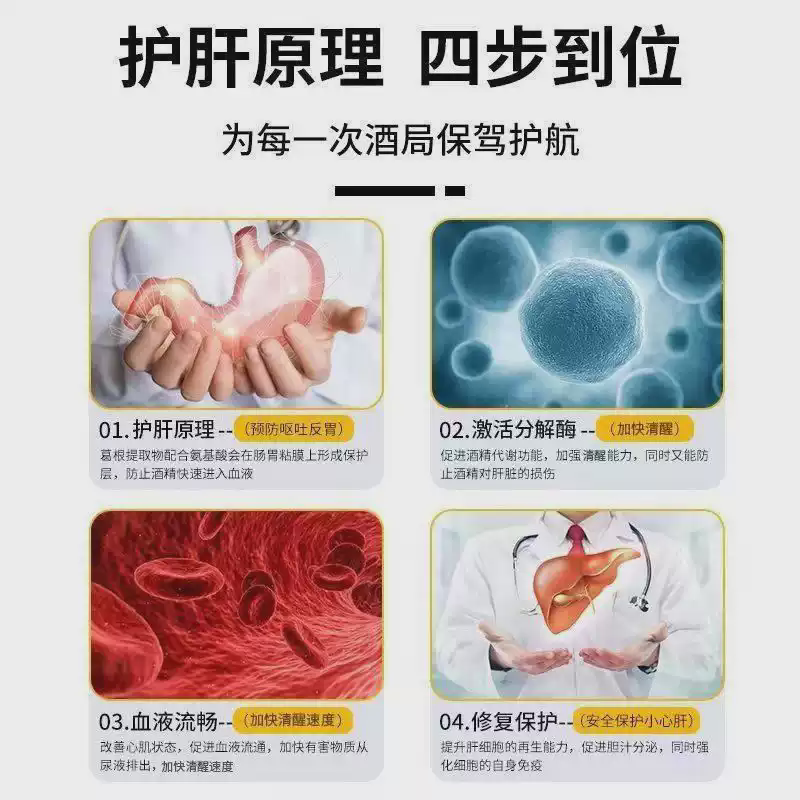 护肝原理 四步到位
为每一次酒局保驾护航
01.护肝原理--(预防呕吐反胃)
葛根提取物配合氨基酸会在肠胃粘膜上形成保护
层，防止酒精快速进入血液
02.激活分解酶--(加快清醒)
促进酒精代谢功能，加强清醒能力，同时又能防
止酒精对肝脏的损伤
03.血液流畅--(加快清醒速度)
改善心肌状态，促进血液流通，加快有害物质从
尿液排出，加快清醒速度
04.修复保护--(安全保护小心肝)
提升肝细胞的再生能力，促进胆汁分泌，同时强
化细胞的自身免疫